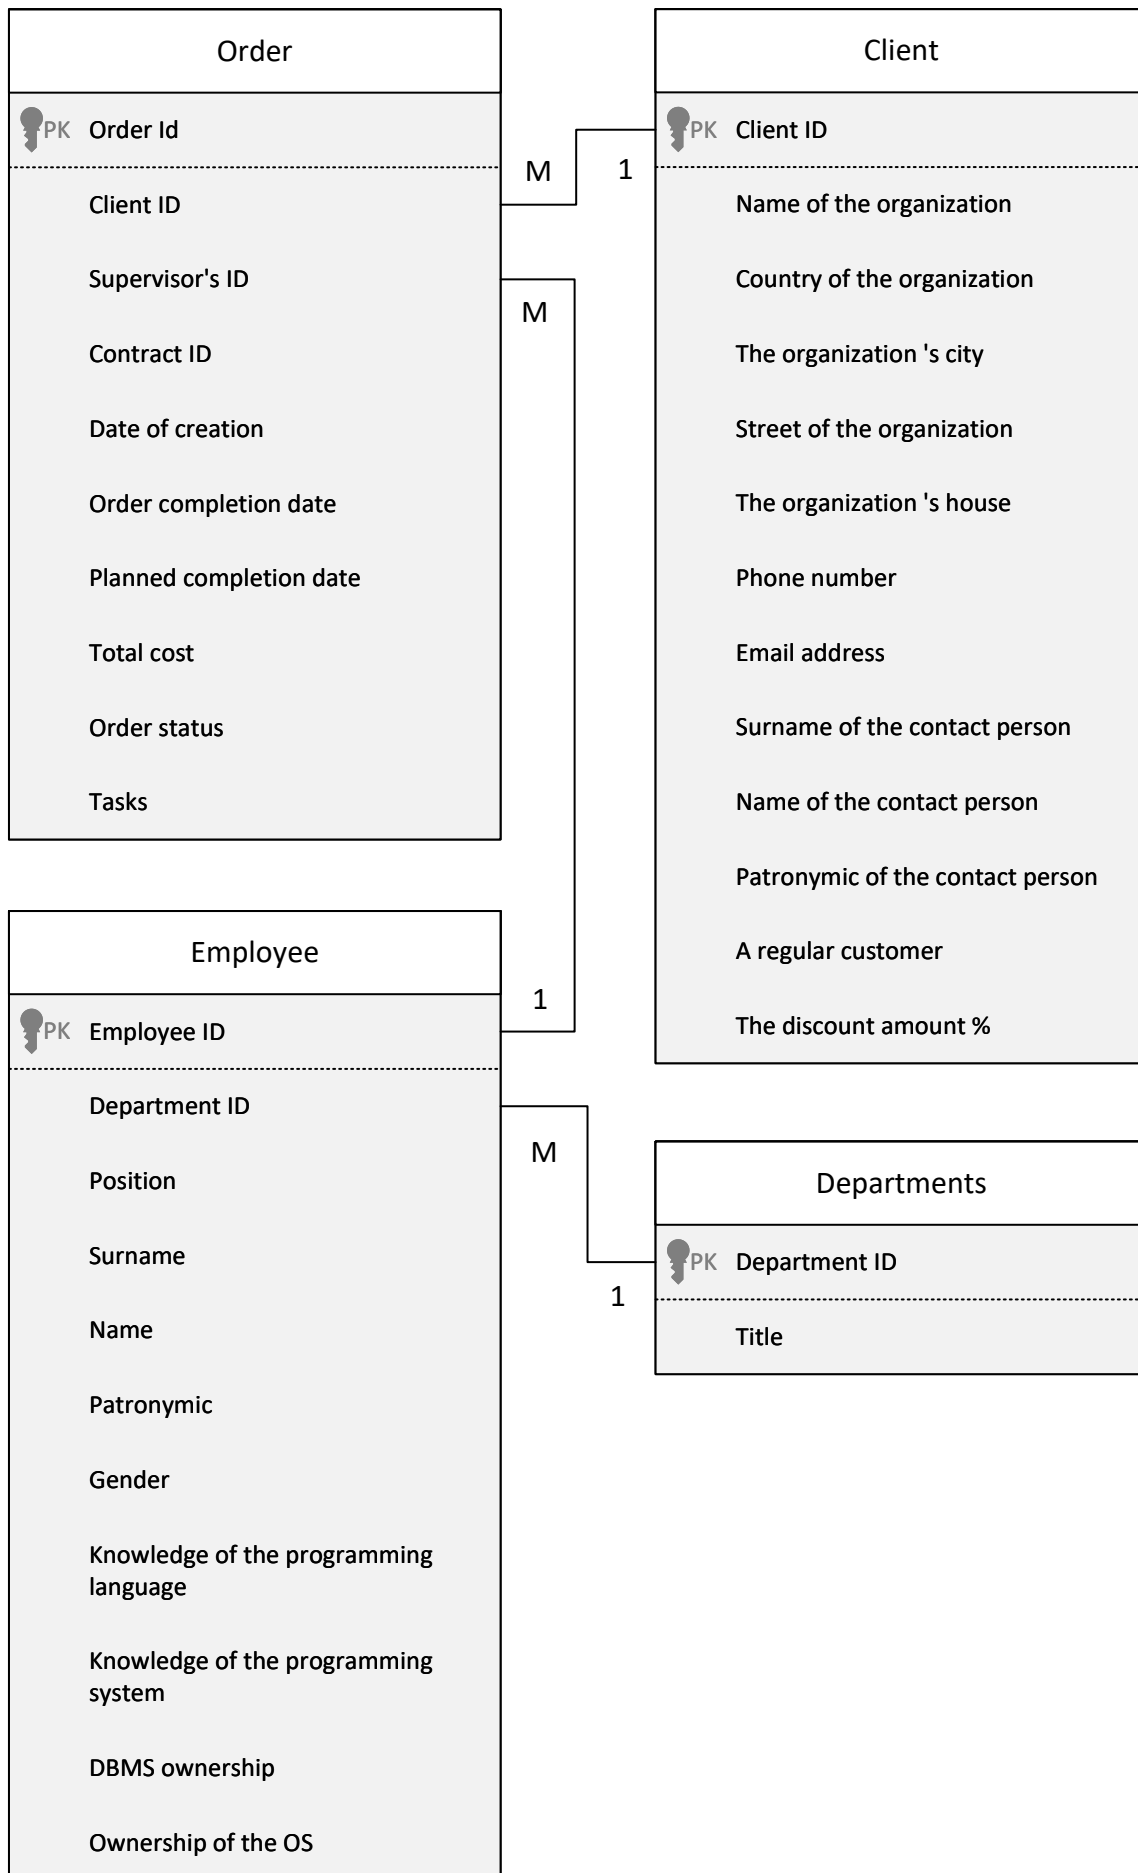 Order
PK Order Id
Client ID
Supervisor's ID
Contract ID
Date of creation
Order completion date
Planned completion date
Total cost
Order status
Tasks
M
1
M
1
Client
PK Client ID
Name of the organization
Country of the organization
The organization 's city
Street of the organization
The organization 's house
Phone number
Email address
Surname of the contact person
Name of the contact person
Patronymic of the contact person
A regular customer
The discount amount %
Employee
PK Employee ID
Department ID
Position
Surname
Name
Patronymic
Gender
Knowledge of the programming
language
Knowledge of the programming
system
DBMS ownership
Ownership of the OS
M
1
Departments
PK Department ID
Title